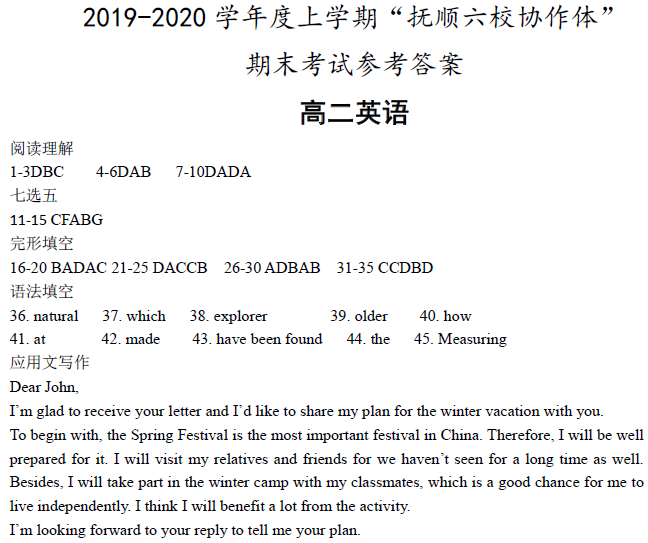 2019-2020 学年度上学期“抚顺六校协作体”
期末考试参考答案
高二英语
阅读理解
1-3DBC 4-6DAB 7-10DADA
七选五
11-15 CFABG
完形填空
16-20 BADAC 21-25 DACCB 26-30 ADBAB 31-35 CCDBD
语法填空
36. natural 37. which 38. explorer 39. older 40. how
41. at 42. made 43. have been found 44. the 45. Measuring
应用文写作
Dear John,
I’m glad to receive your letter and I’d like to share my plan for the winter vacation with you.
To begin with, the Spring Festival is the most important festival in China. Therefore, I will be well
prepared for it. I will visit my relatives and friends for we haven’t seen for a long time as well.
Besides, I will take part in the winter camp with my classmates, which is a good chance for me to
live independently. I think I will benefit a lot from the activity.
I’m looking forward to your reply to tell me your plan.